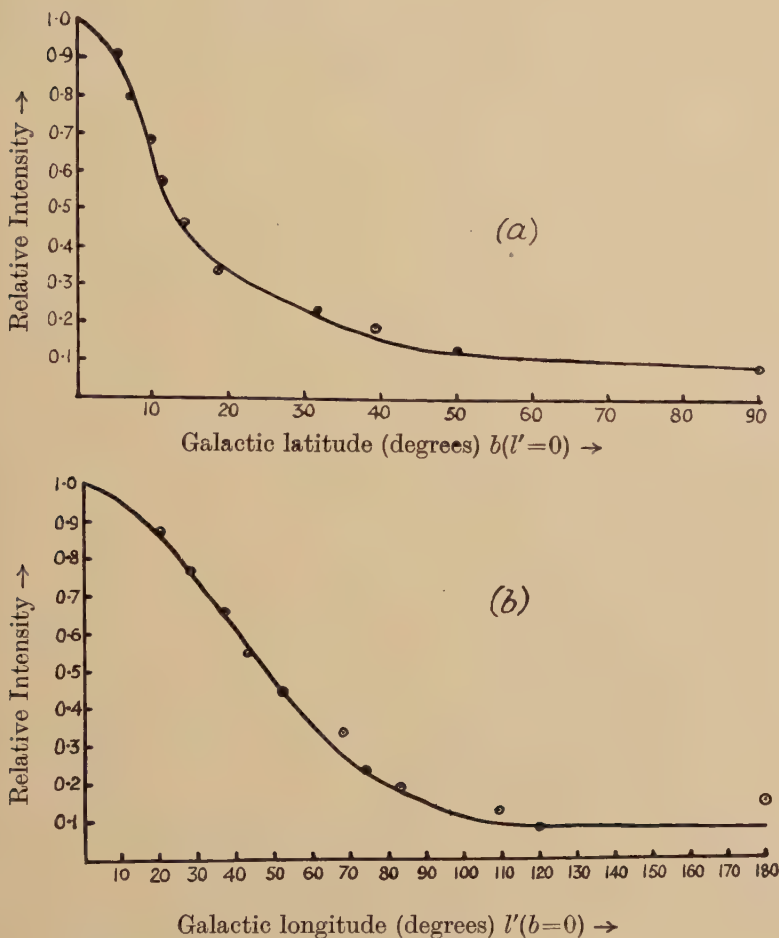 1·0
0·9
0·8
0·7
0·6
0·5
0·4
0·3
0·2
0·1
Relative Intensity →
(a)
10 20 30 40 50 60 70 80 90
Galactic latitude (degrees) b(l′=0) →
1·0
0·9
0·8
0·7
0·6
0·5
0·4
0·3
0·2
0·1
Relative Intensity →
(b)
10 20 30 40 50 60 70 80 90 100 110 120 130 140 150 160 170 180
Galactic longitude (degrees) l′(b=0) →